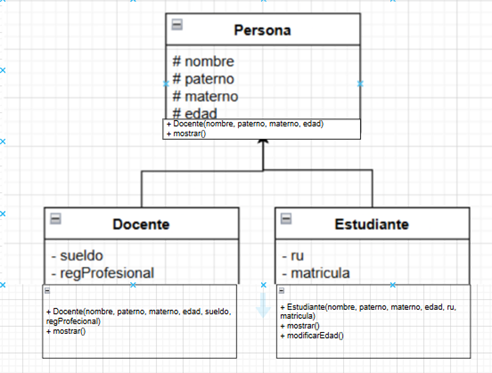 Persona
# nombre
# paterno
# materno
# edad
+ Docente(nombre, paterno, materno, edad)
+ mostrar()
Docente
- sueldo
- regProfesional
+ Docente(nombre, paterno, materno, edad, sueldo,
regProfecional)
+ mostrar()
Estudiante
- ru
- matricula
+ Estudiante(nombre, paterno, materno, edad, ru,
matricula)
+ mostrar()
+ modificarEdad()